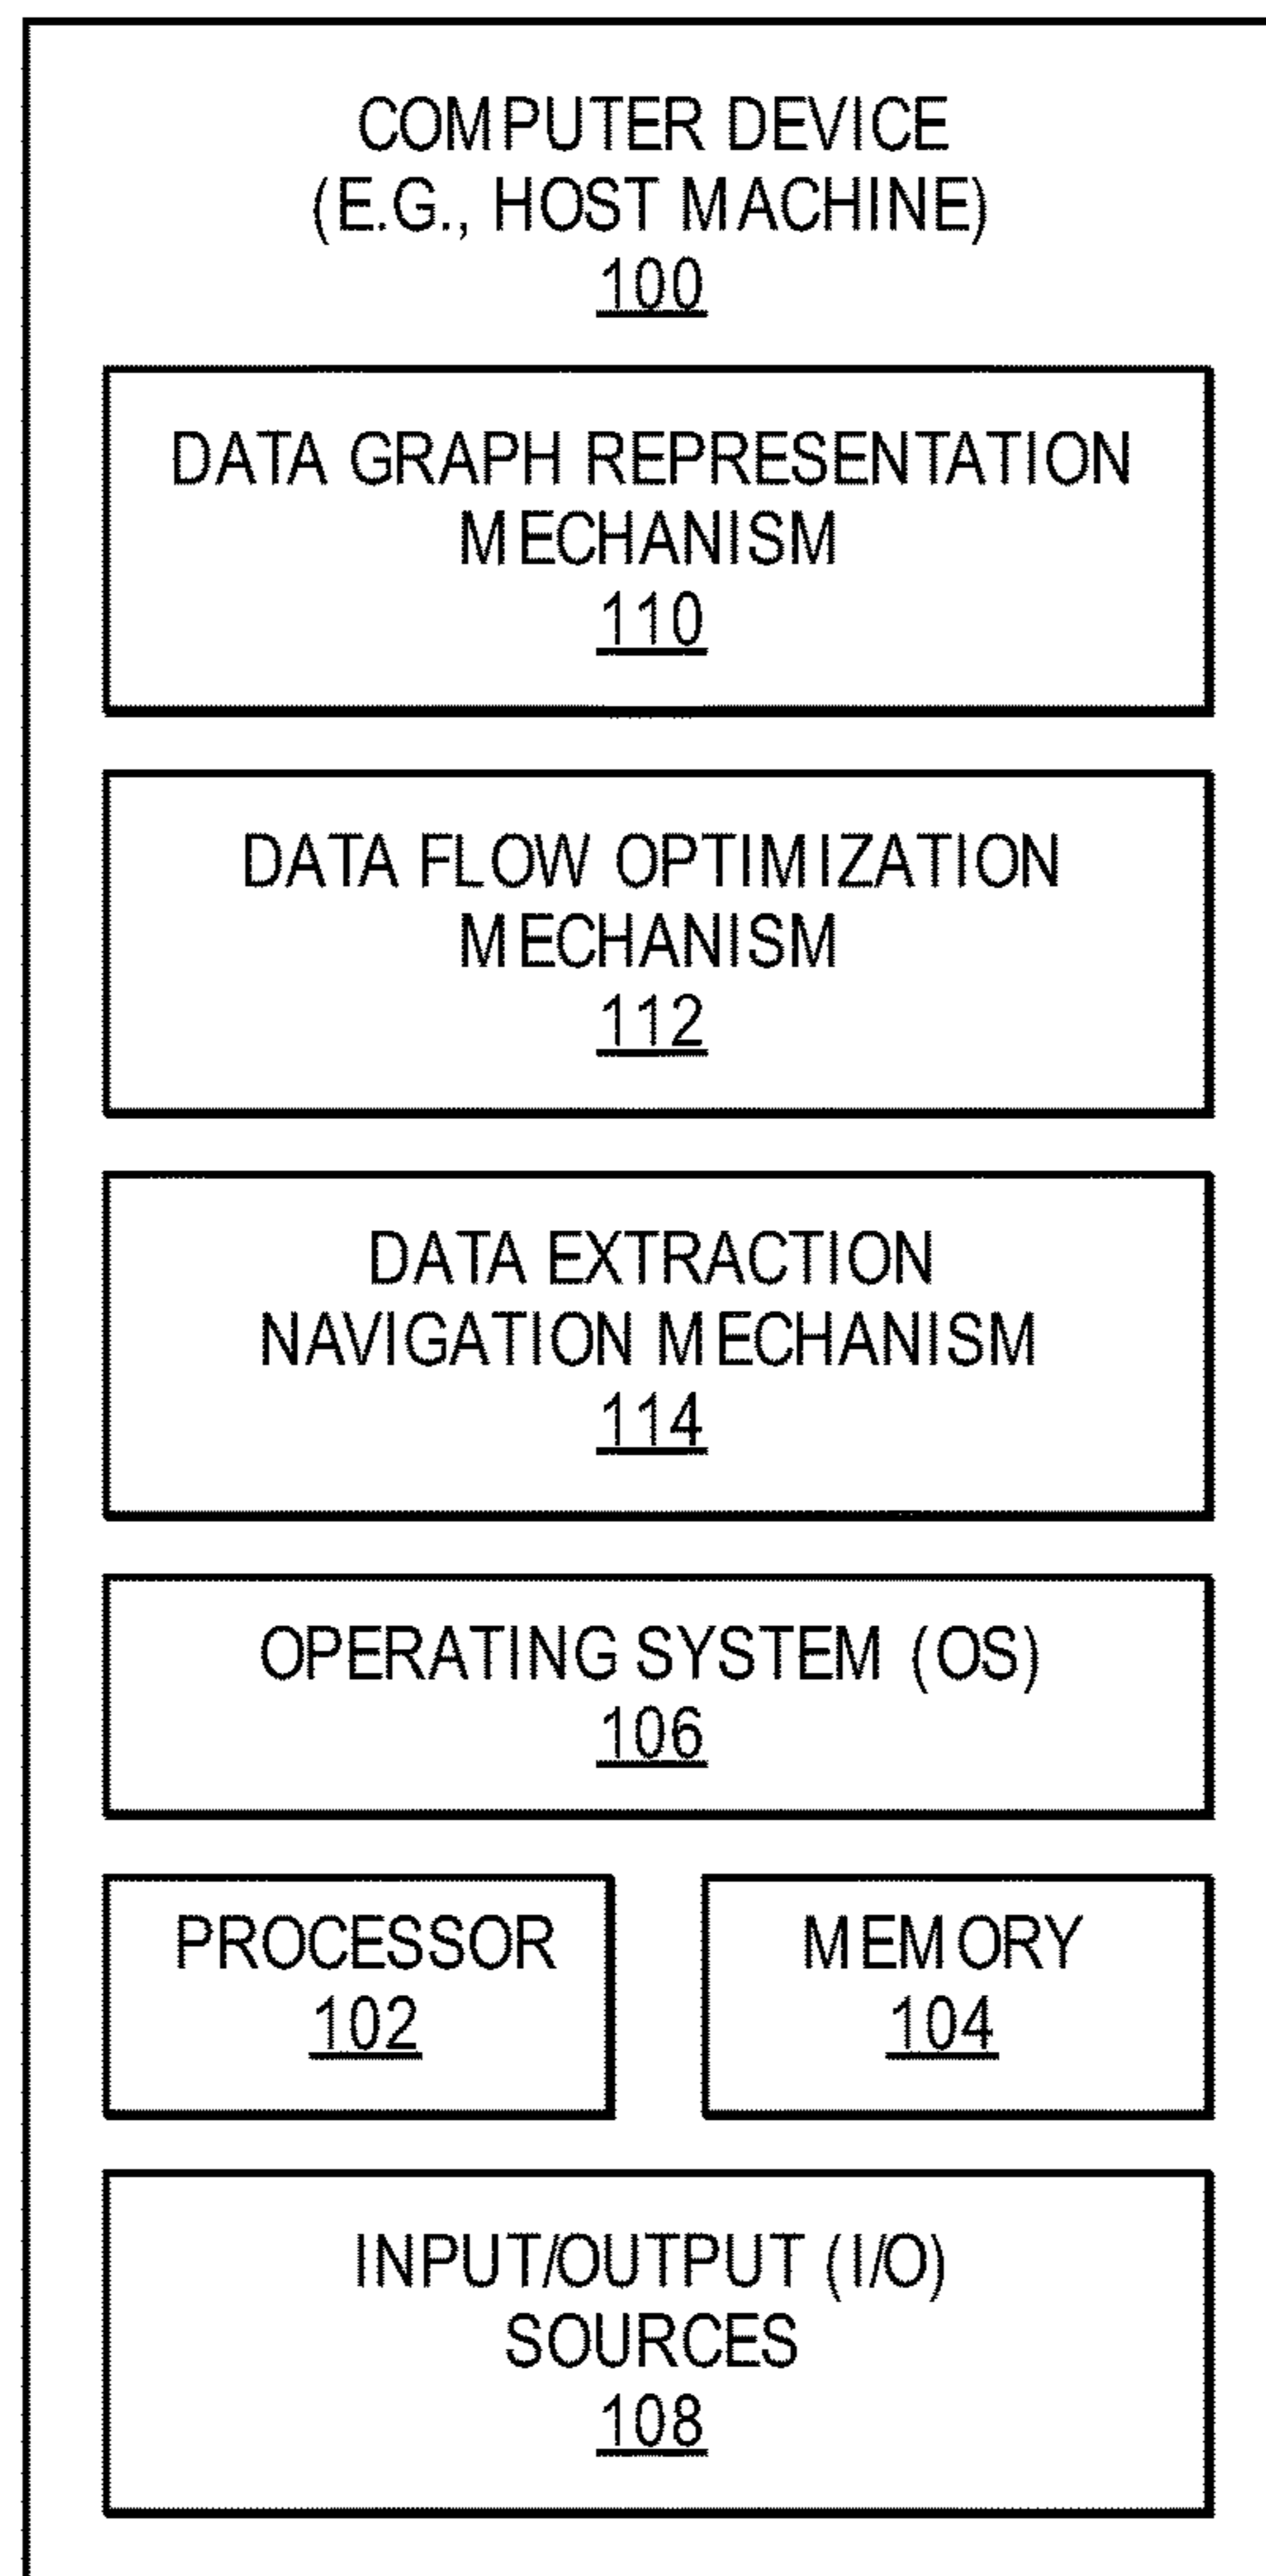 COMPUTER DEVICE
(E.G., HOST MACHINE)
100
DATA GRAPH REPRESENTATION
MECHANISM
110
DATA FLOW OPTIMIZATION
MECHANISM
112
DATA EXTRACTION
NAVIGATION MECHANISM
114
OPERATING SYSTEM (OS)
106
PROCESSOR
102
MEMORY
104
INPUT/OUTPUT (I/O)
SOURCES
108